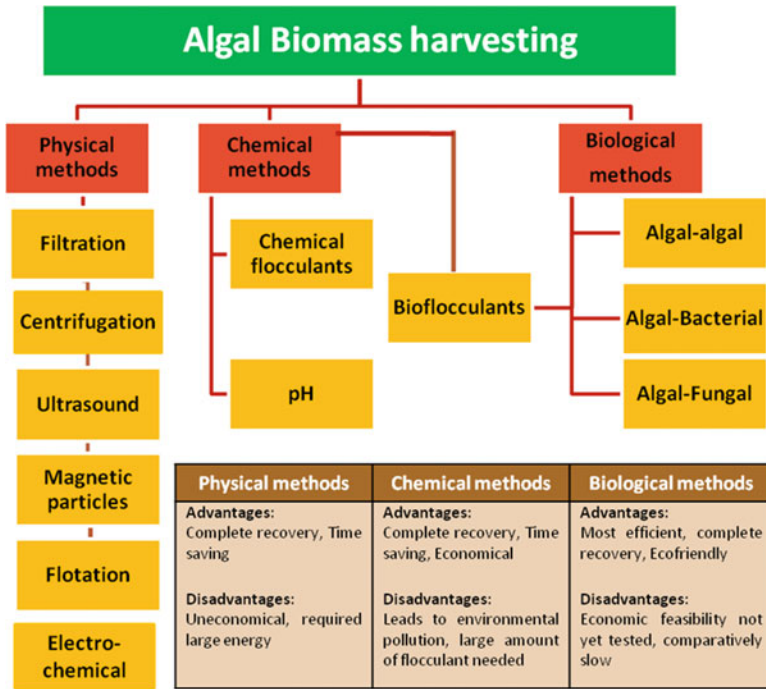 Algal Biomass harvesting
Physical
methods
Chemical
methods
Biological
methods
Filtration
Centrifugation
Ultrasound
Magnetic
particles
Flotation
Electro-
chemical
Chemical
flocculants
pH
Bioflocculants
Algal-algal
Algal-Bacterial
Algal-Fungal
Physical methods
Advantages:
Complete recovery, Time
saving
Disadvantages:
Uneconomical, required
large energy
Chemical methods
Advantages:
Complete recovery, Time
saving, Economical
Disadvantages:
Leads to environmental
pollution, large amount
of flocculant needed
Biological methods
Advantages:
Most efficient, complete
recovery, Ecofriendly
Disadvantages:
Economic feasibility not
yet tested, comparatively
slow